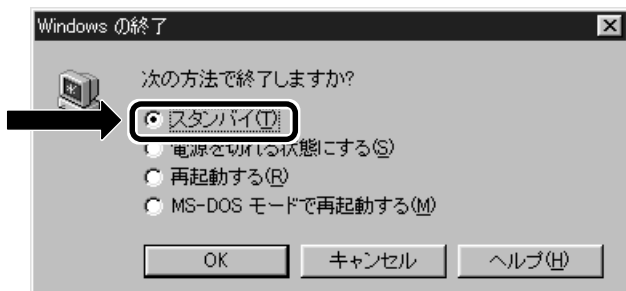 Windows の終了
次の方法で終了しますか?
スタンバイ(T)
電源を切れる状態にする(S)
再起動する(R)
MS-DOS モードで再起動する(M)
OK キャンセル ヘルプ(H)